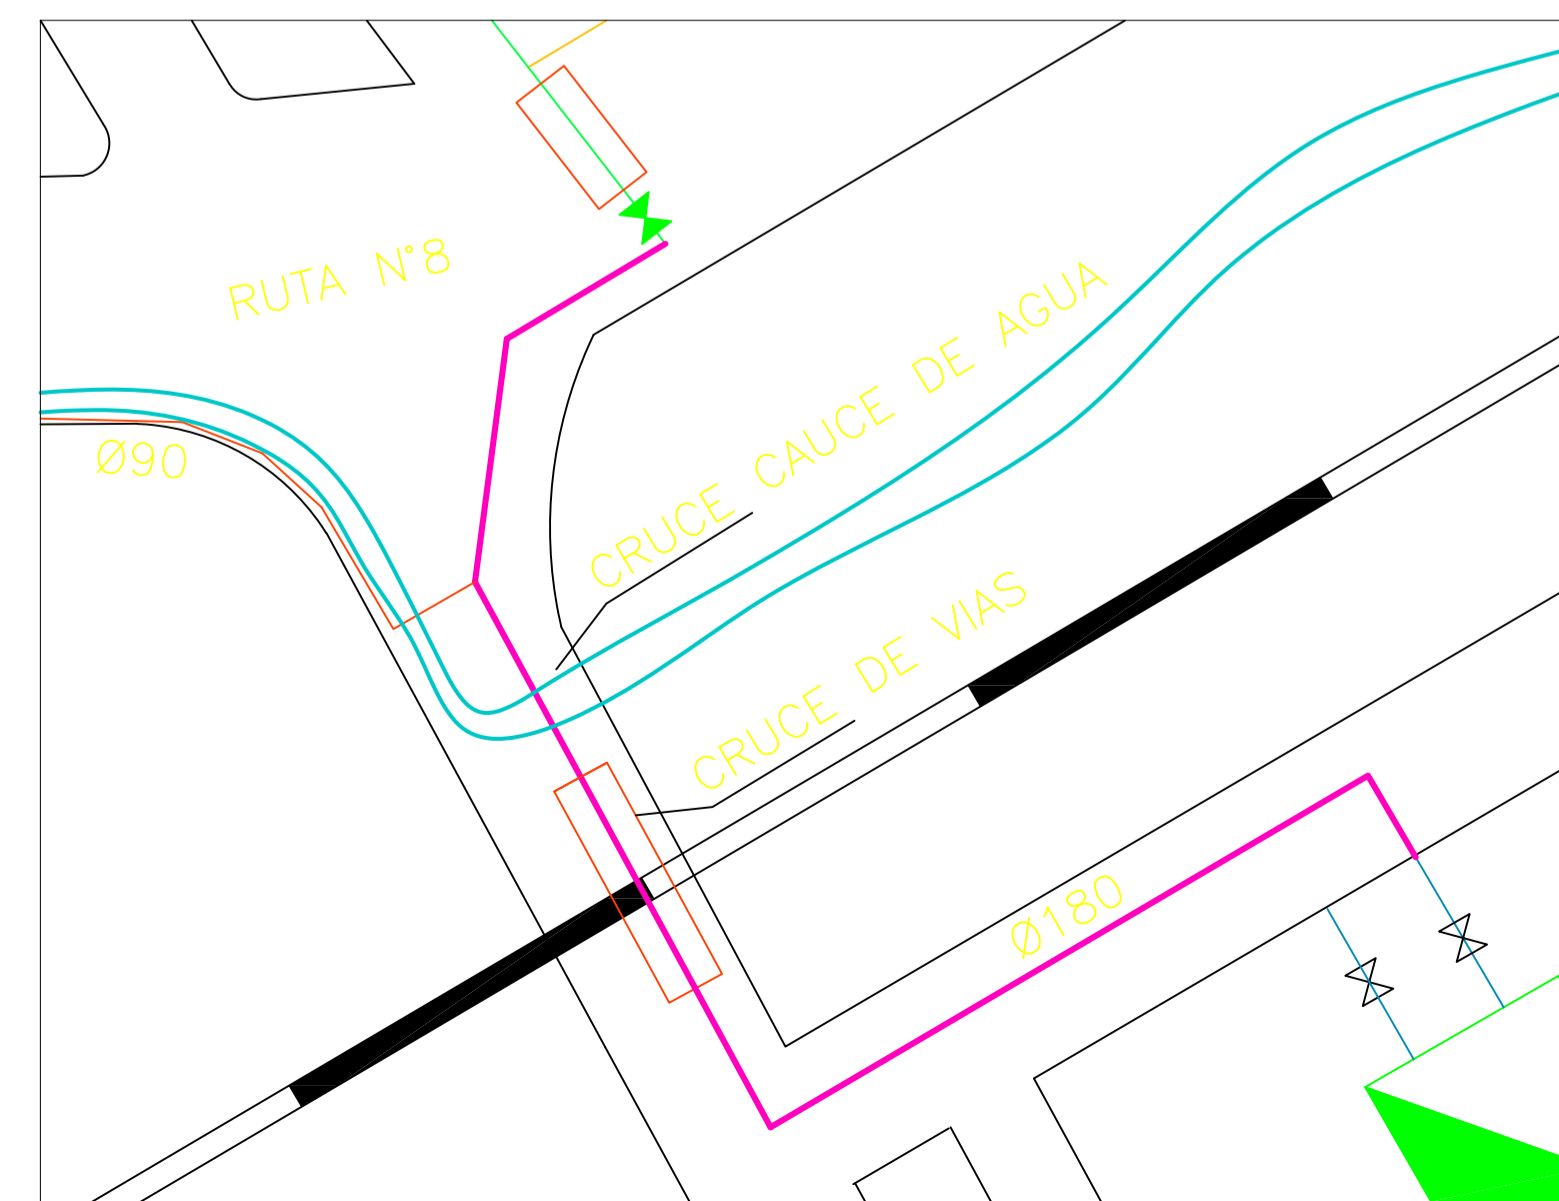 RUTA N°8
Ø90
CRUCE CAUCE DE AGUA
CRUCE DE VIAS
Ø180